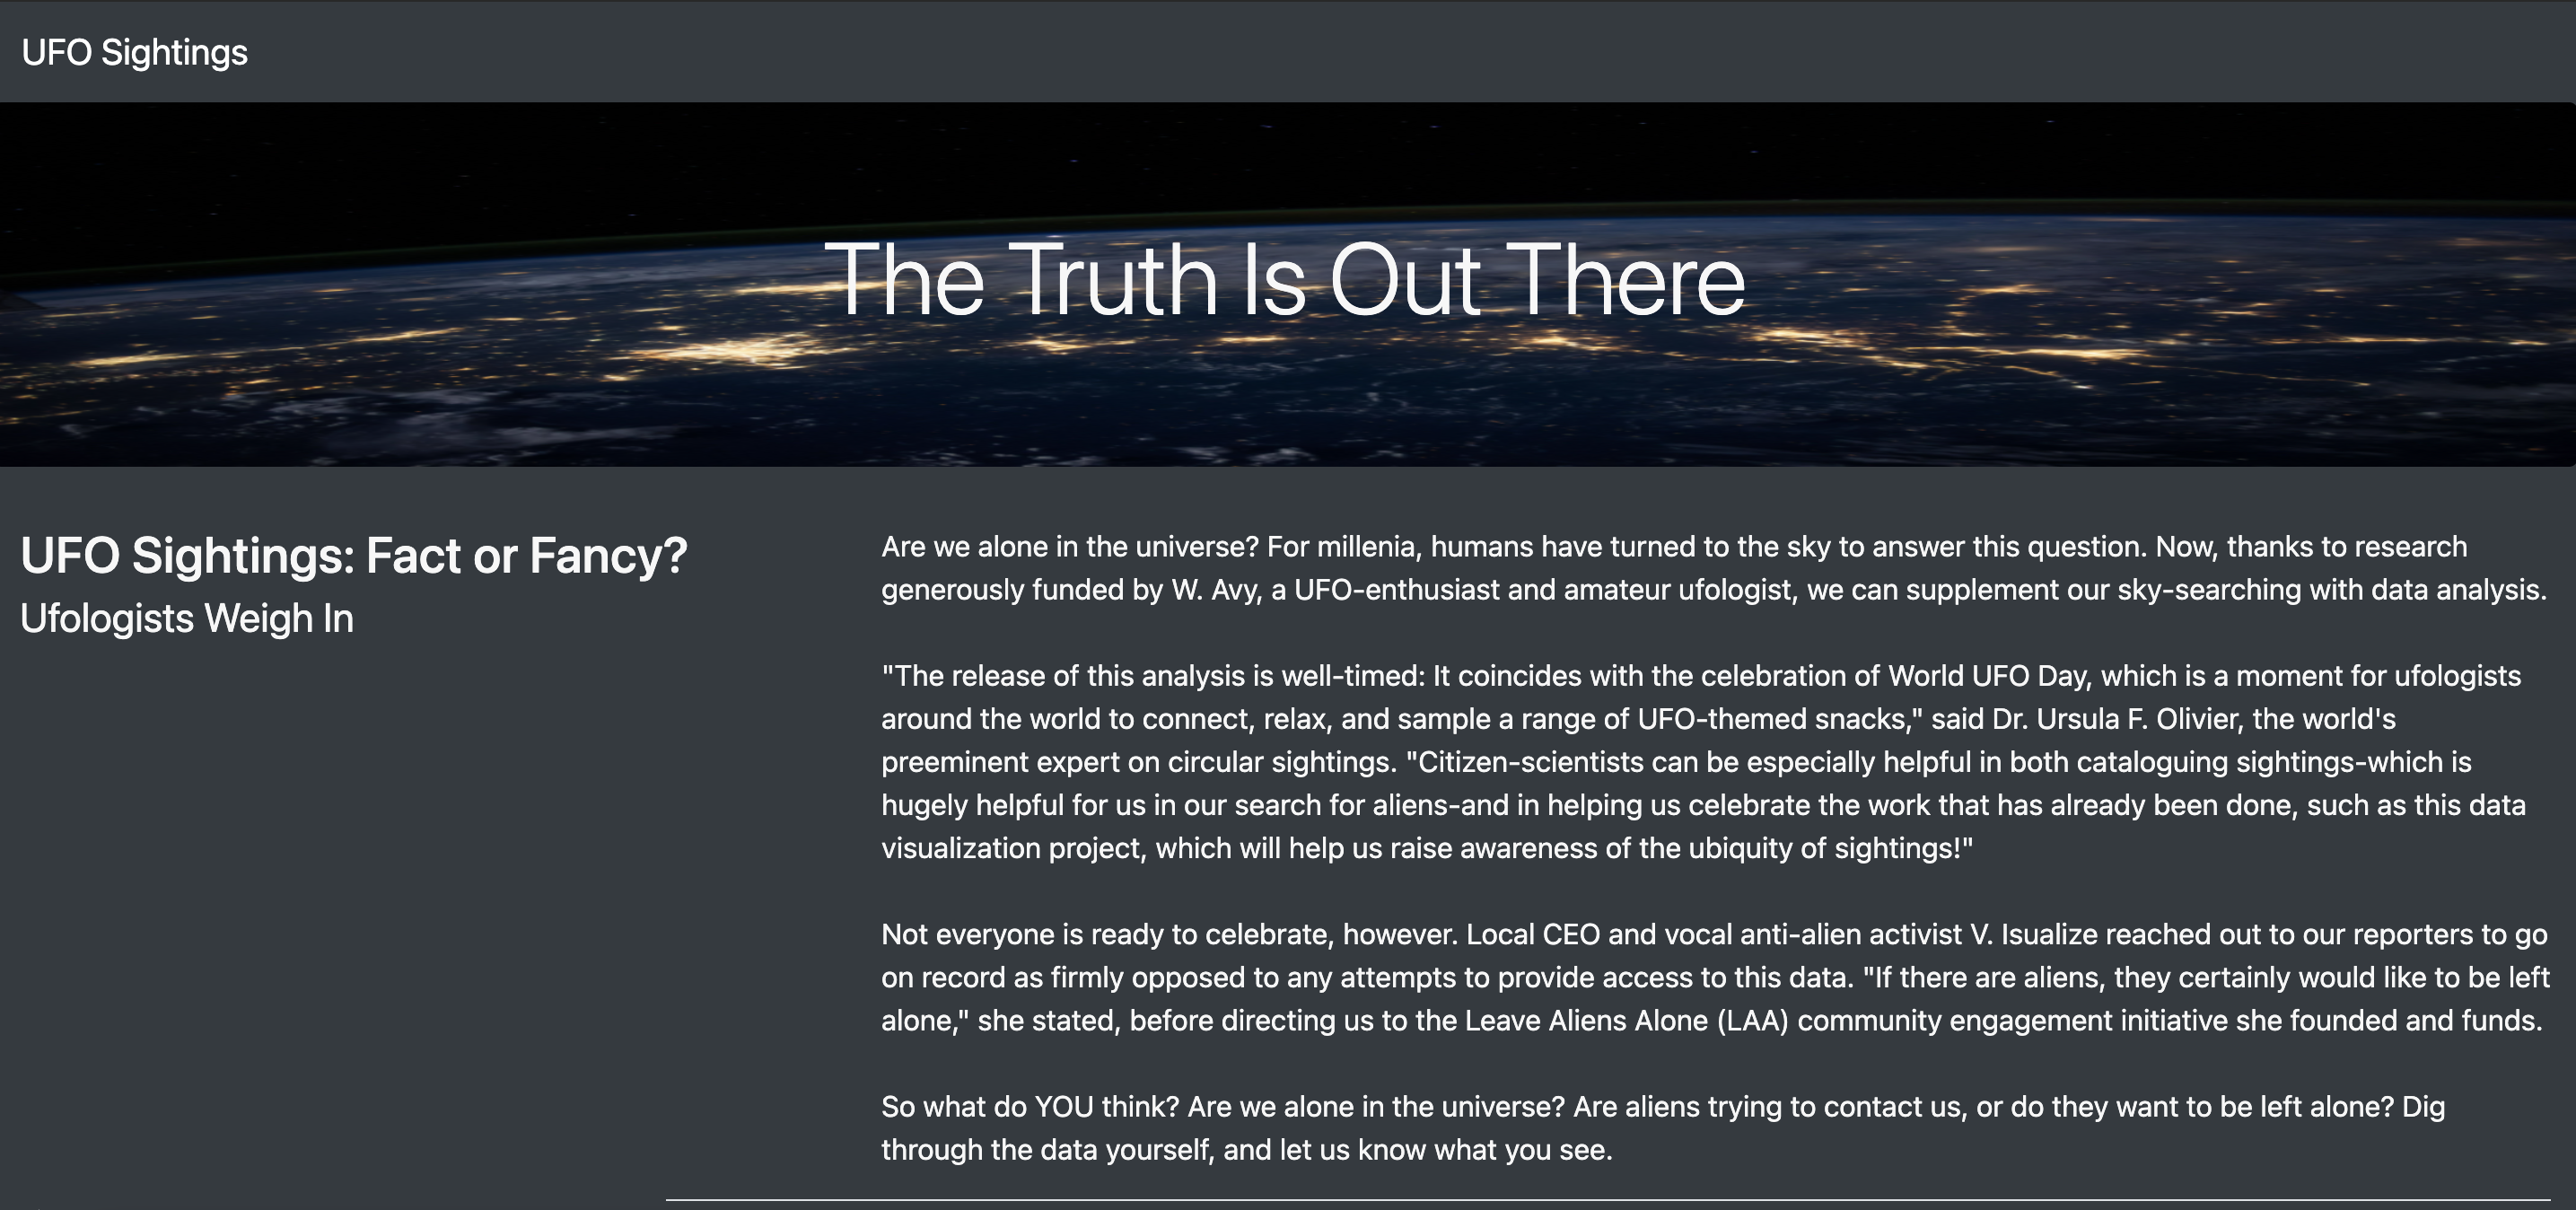 UFO Sightings
The Truth Is Out There
UFO Sightings: Fact or Fancy?
Ufologists Weigh In
Are we alone in the universe? For millenia, humans have turned to the sky to answer this question. Now, thanks to research
generously funded by W. Avy, a UFO-enthusiast and amateur ufologist, we can supplement our sky-searching with data analysis.
"The release of this analysis is well-timed: It coincides with the celebration of World UFO Day, which is a moment for ufologists
around the world to connect, relax, and sample a range of UFO-themed snacks," said Dr. Ursula F. Olivier, the world's
preeminent expert on circular sightings. "Citizen-scientists can be especially helpful in both cataloguing sightings-which is
hugely helpful for us in our search for aliens-and in helping us celebrate the work that has already been done, such as this data
visualization project, which will help us raise awareness of the ubiquity of sightings!"
Not everyone is ready to celebrate, however. Local CEO and vocal anti-alien activist V. Isualize reached out to our reporters to go
on record as firmly opposed to any attempts to provide access to this data. "If there are aliens, they certainly would like to be left
alone," she stated, before directing us to the Leave Aliens Alone (LAA) community engagement initiative she founded and funds.
So what do YOU think? Are we alone in the universe? Are aliens trying to contact us, or do they want to be left alone? Dig
through the data yourself, and let us know what you see.